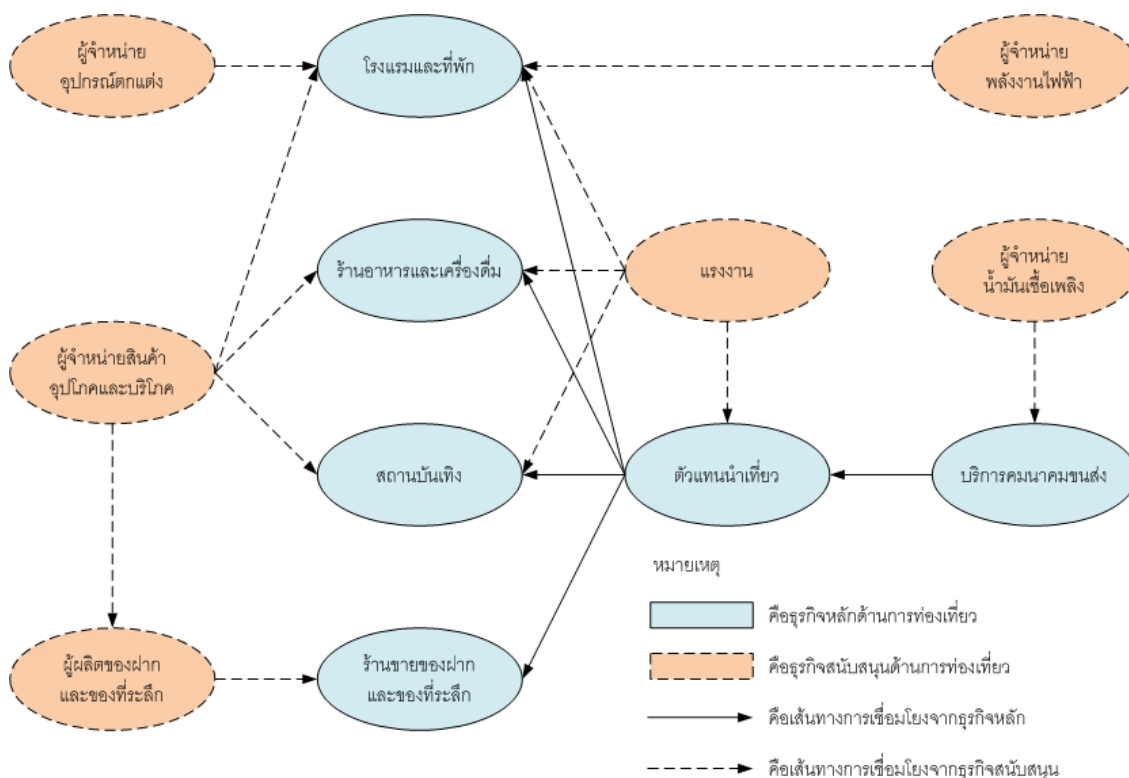 ผู้จำหน่าย
อุปกรณ์ตกแต่ง
โรงแรมและที่พัก
ผู้จำหน่าย
พลังงานไฟฟ้า
ร้านอาหารและเครื่องดื่ม
แรงงาน
ผู้จำหน่าย
น้ำมันเชื้อเพลิง
ผู้จำหน่ายสินค้า
อุปโภคและบริโภค
สถานบันเทิง
ตัวแทนนำเที่ยว
บริการคมนาคมขนส่ง
ผู้ผลิตของฝาก
และของที่ระลึก
ร้านขายของฝาก
และของที่ระลึก
หมายเหตุ
คือธุรกิจหลักด้านการท่องเที่ยว
คือธุรกิจสนับสนุนด้านการท่องเที่ยว
คือเส้นทางการเชื่อมโยงจากธุรกิจหลัก
คือเส้นทางการเชื่อมโยงจากธุรกิจสนับสนุน